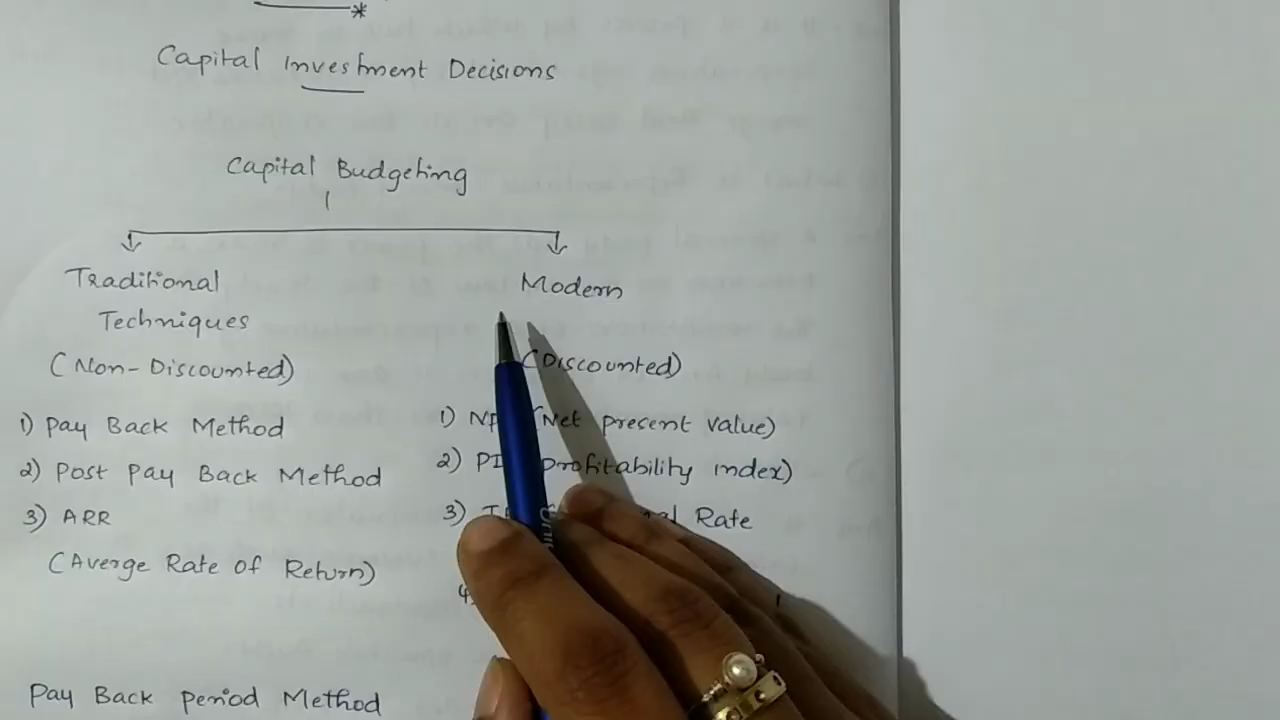 Capital Investment Decisions
Capital Budgeting
Traditional
Techniques
(Non-Discounted)
1) Pay Back Method
2) Post Pay Back Method
3) ARR
(Averge Rate of Return)
Modern
(Discounted)
1) (Net present value)
2) PI profitability index)
3) Rate
Pay Back Period Method